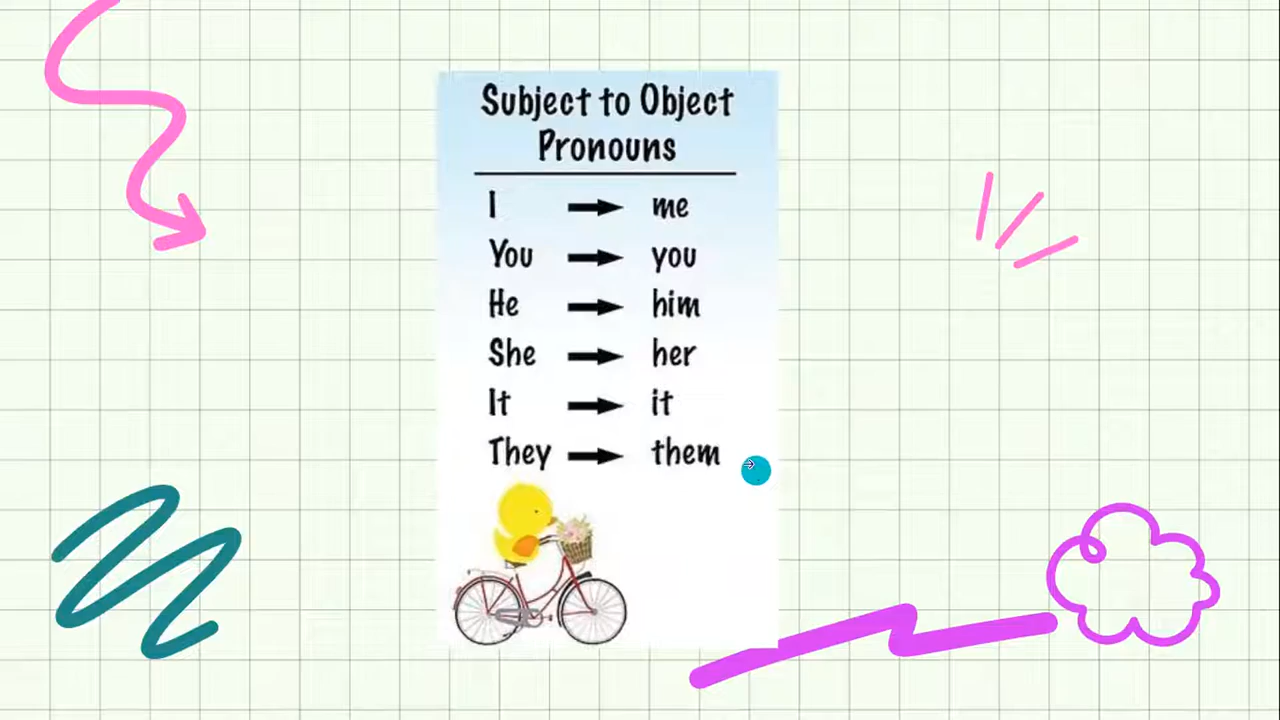 Subject to Object
Pronouns
I me
You you
He him
She her
It it
They them